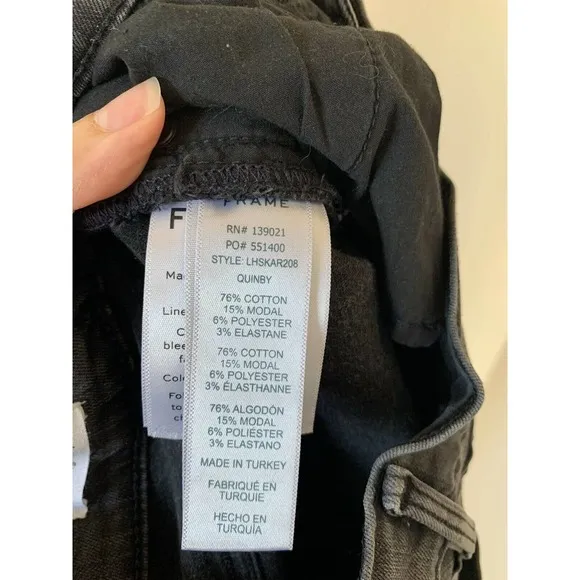 FRAME
RN# 139021
PO# 551400
STYLE: LHSKAR208
QUINBY
76% COTTON
15% MODAL
6% POLYESTER
3% ELASTANE
76% COTTON
15% MODAL
6% POLYESTER
3% ÉLASTHANNE
76% ALGODÓN
15% MODAL
6% POLIÉSTER
3% ELASTANO
MADE IN TURKEY
FABRIQUÉ EN
TURQUIE
HECHO EN
TURQUÍA